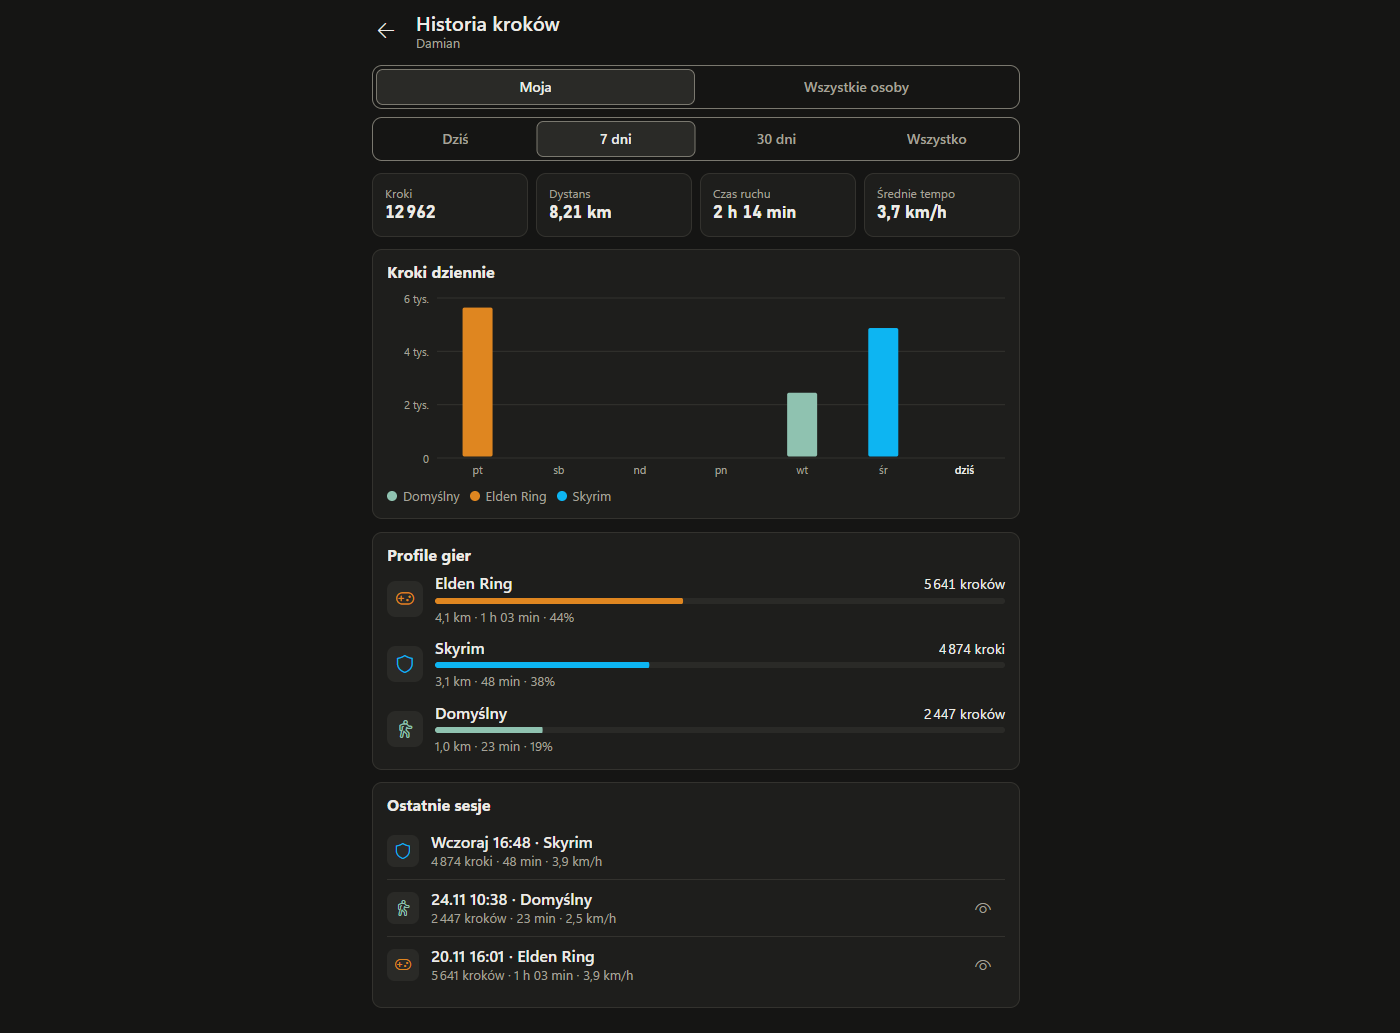 Historia kroków
Damian
Moja
Wszystkie osoby
Dziś
7 dni
30 dni
Wszystko
Kroki
12 962
Dystans
8,21 km
Czas ruchu
2 h 14 min
Średnie tempo
3,7 km/h
Kroki dziennie
6 tys.
4 tys.
2 tys.
0
pt sb nd pn wt śr dziś
Domyślny Elden Ring Skyrim
Profile gier
Elden Ring 5 641 kroków
4,1 km · 1 h 03 min · 44%
Skyrim 4 874 kroki
3,1 km · 48 min · 38%
Domyślny 2 447 kroków
1,0 km · 23 min · 19%
Ostatnie sesje
Wczoraj 16:48 · Skyrim
4 874 kroki · 48 min · 3,9 km/h
24.11 10:38 · Domyślny
2 447 kroków · 23 min · 2,5 km/h
20.11 16:01 · Elden Ring
5 641 kroków · 1 h 03 min · 3,9 km/h